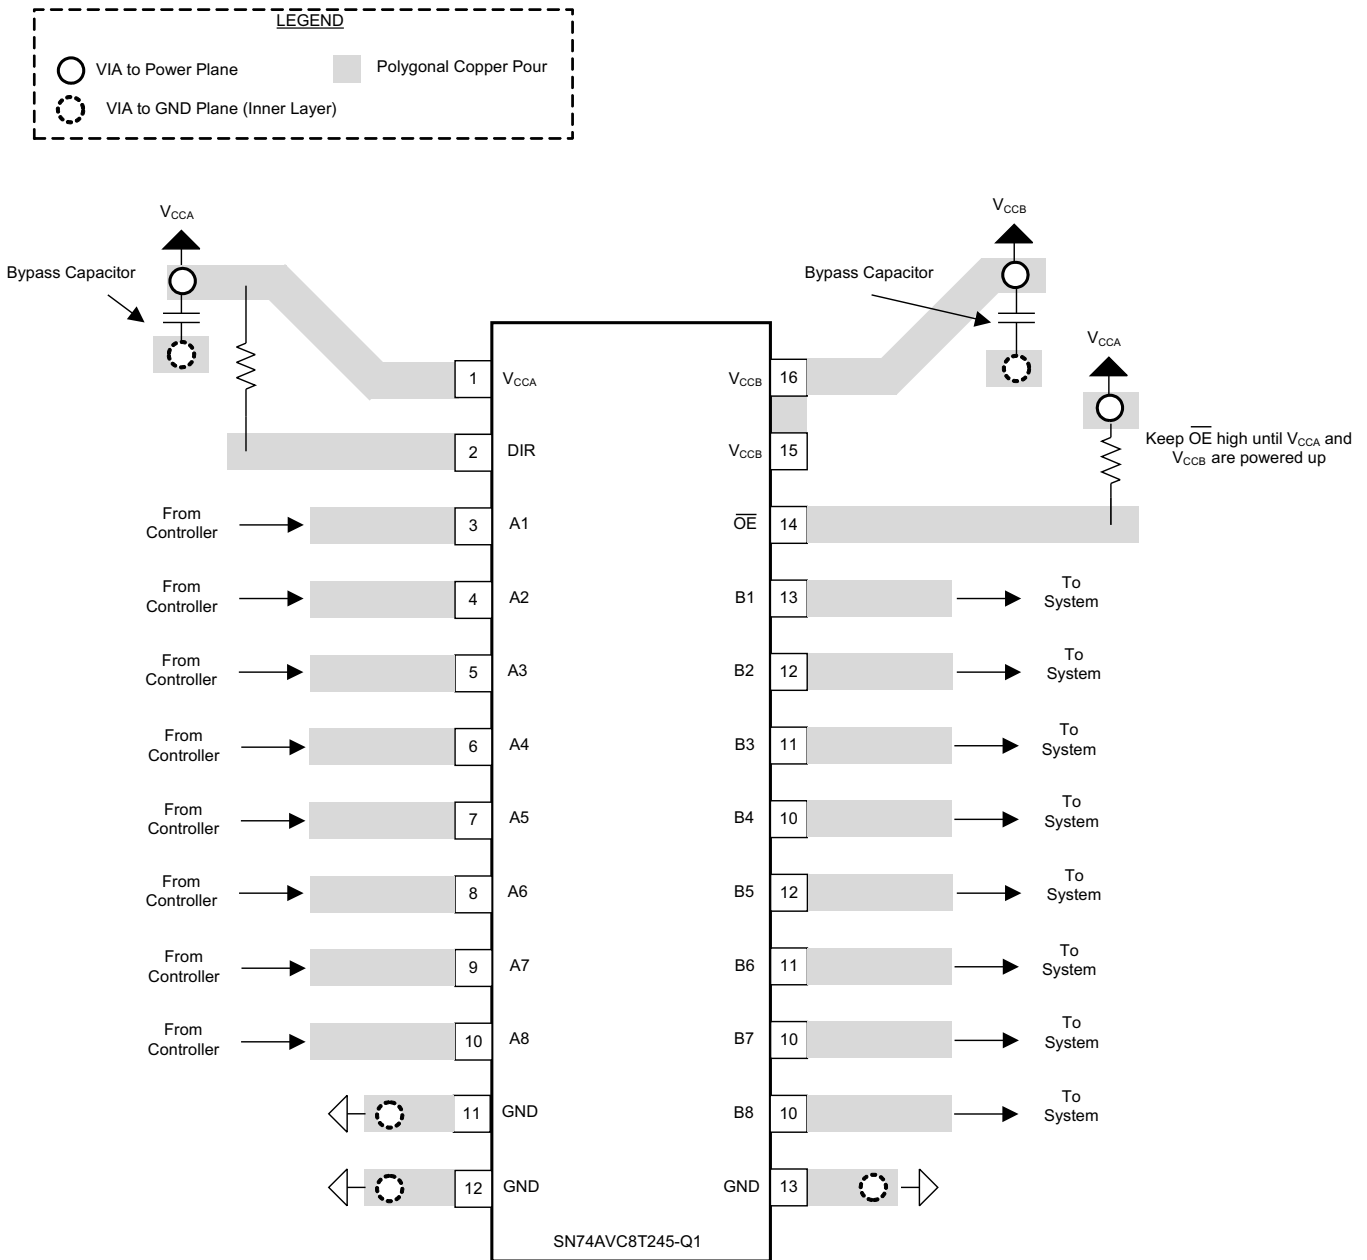 LEGEND
VIA to Power Plane
Polygonal Copper Pour
VIA to GND Plane (Inner Layer)
VCCA
VCCB
Bypass Capacitor
Bypass Capacitor
VCCA
1 VCCA
VCCB 16
Keep OE high until VCCA and
VCCB are powered up
2 DIR
VCCB 15
From
Controller
3 A1
OE 14
From
Controller
4 A2
B1 13
To
System
From
Controller
5 A3
B2 12
To
System
From
Controller
6 A4
B3 11
To
System
From
Controller
7 A5
B4 10
To
System
From
Controller
8 A6
B5 12
To
System
From
Controller
9 A7
B6 11
To
System
From
Controller
10 A8
B7 10
To
System
11 GND
B8 10
To
System
12 GND
GND 13
SN74AVC8T245-Q1